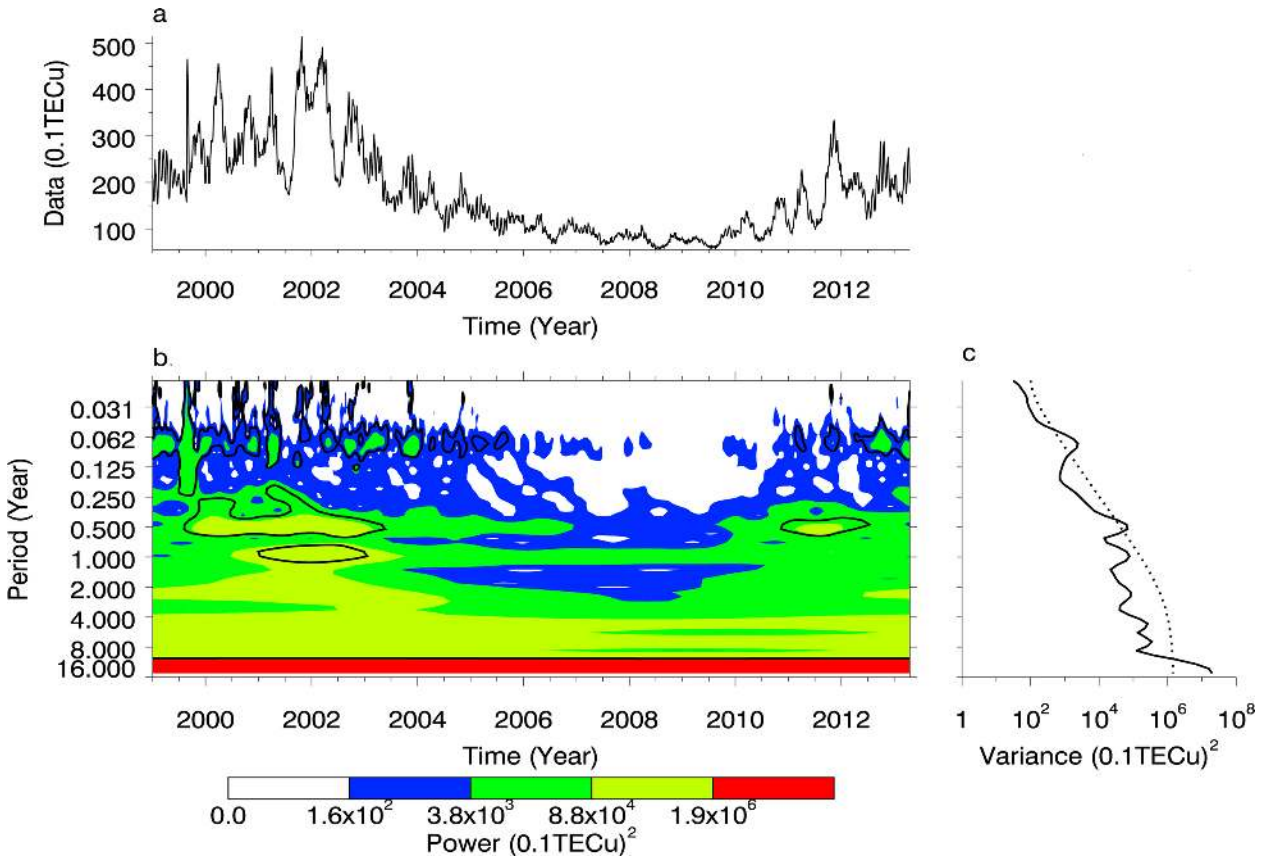 a
500
400
300
200
100
Data (0.1TECu)
2000 2002 2004 2006 2008 2010 2012
Time (Year)
b.
c
0.031
0.062
0.125
0.250
0.500
1.000
2.000
4.000
8.000
16.000
Period (Year)
2000 2002 2004 2006 2008 2010 2012
Time (Year)
1 10² 10⁴ 10⁶ 10⁸
Variance (0.1TECu)²
0.0 1.6x10² 3.8x10³ 8.8x10⁴ 1.9x10⁶
Power (0.1TECu)²